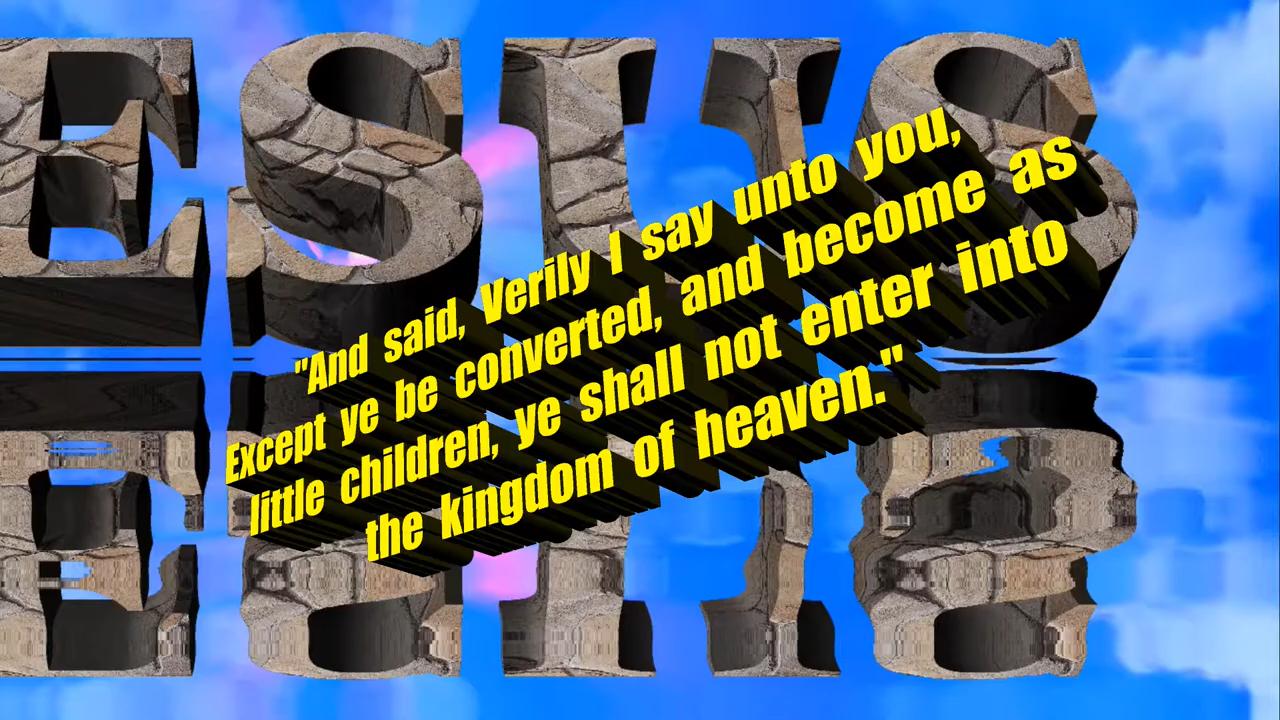 ESUS
"And said, Verily I say unto you,
Except ye be converted, and become as
little children, ye shall not enter into
the kingdom of heaven."